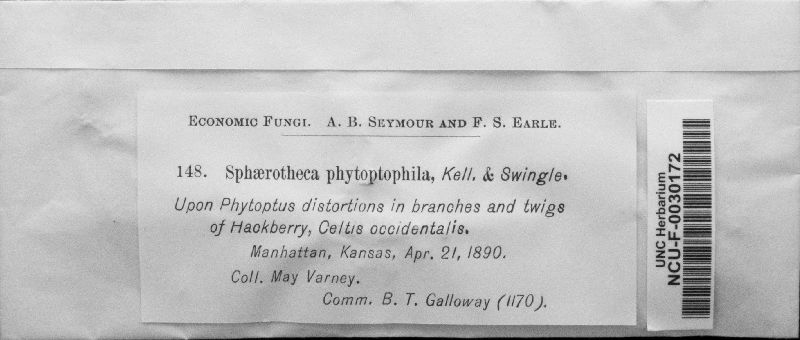 ECONOMIC FUNGI. A. B. SEYMOUR AND F. S. EARLE.
148. Sphærotheca phytoptophila, Kell. & Swingle.
Upon Phytoptus distortions in branches and twigs
of Hackberry, Celtis occidentalis.
Manhattan, Kansas, Apr. 21, 1890.
Coll. May Varney.
Comm. B. T. Galloway (1170).
UNC Herbarium
NCU-F-0030172